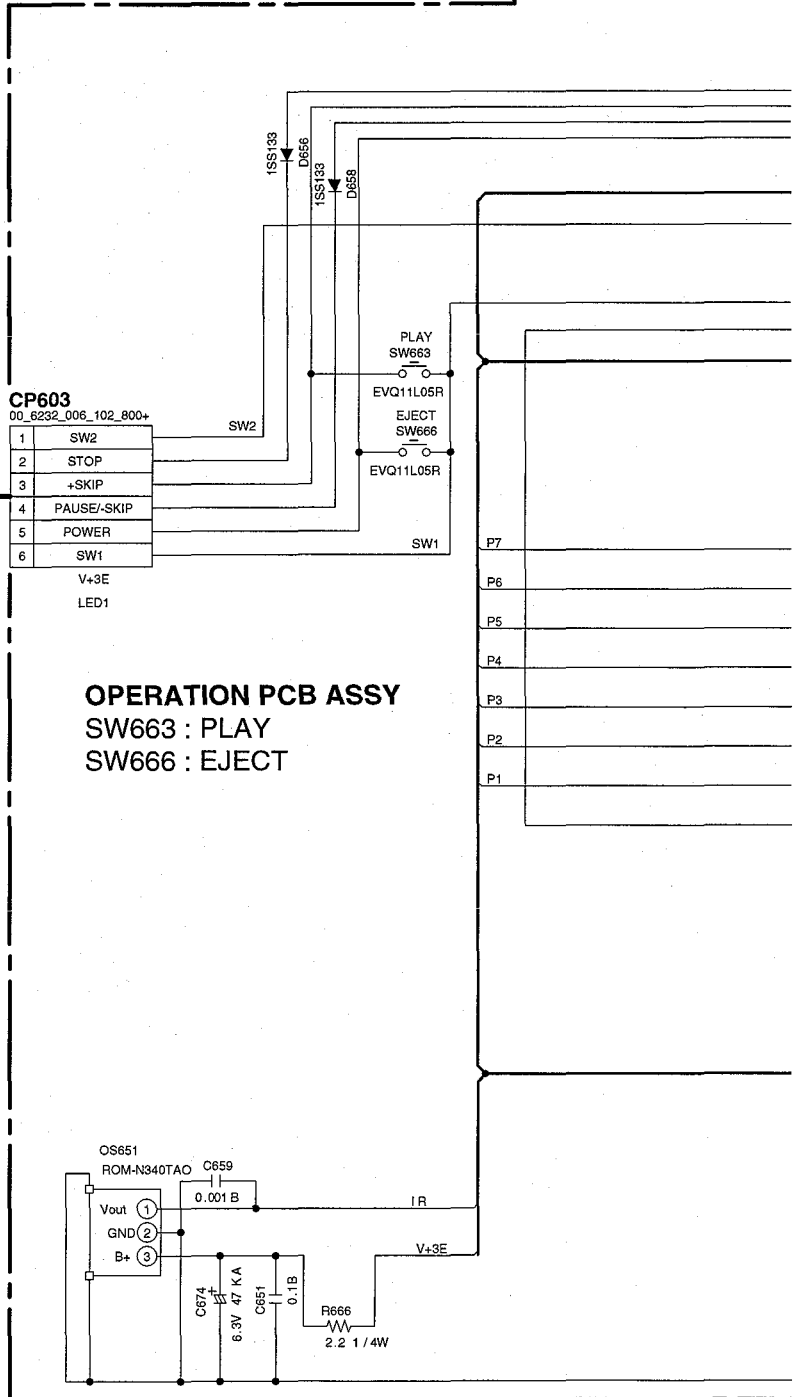 1SS133
D656
1SS133
D658
PLAY
SW663
EVQ11L05R
EJECT
SW666
EVQ11L05R
CP603
00_6232_006_102_800+
1 SW2
2 STOP
3 +SKIP
4 PAUSE/-SKIP
5 POWER
6 SW1
SW2
SW1
V+3E
LED1
P7
P6
P5
P4
P3
P2
P1
OPERATION PCB ASSY
SW663 : PLAY
SW666 : EJECT
OS651
ROM-N340TAO
C659
0.001 B
Vout 1
GND 2
B+ 3
IR
V+3E
C674
+
6.3V 47 KA
C651
0.1B
R666
2.2 1/4W